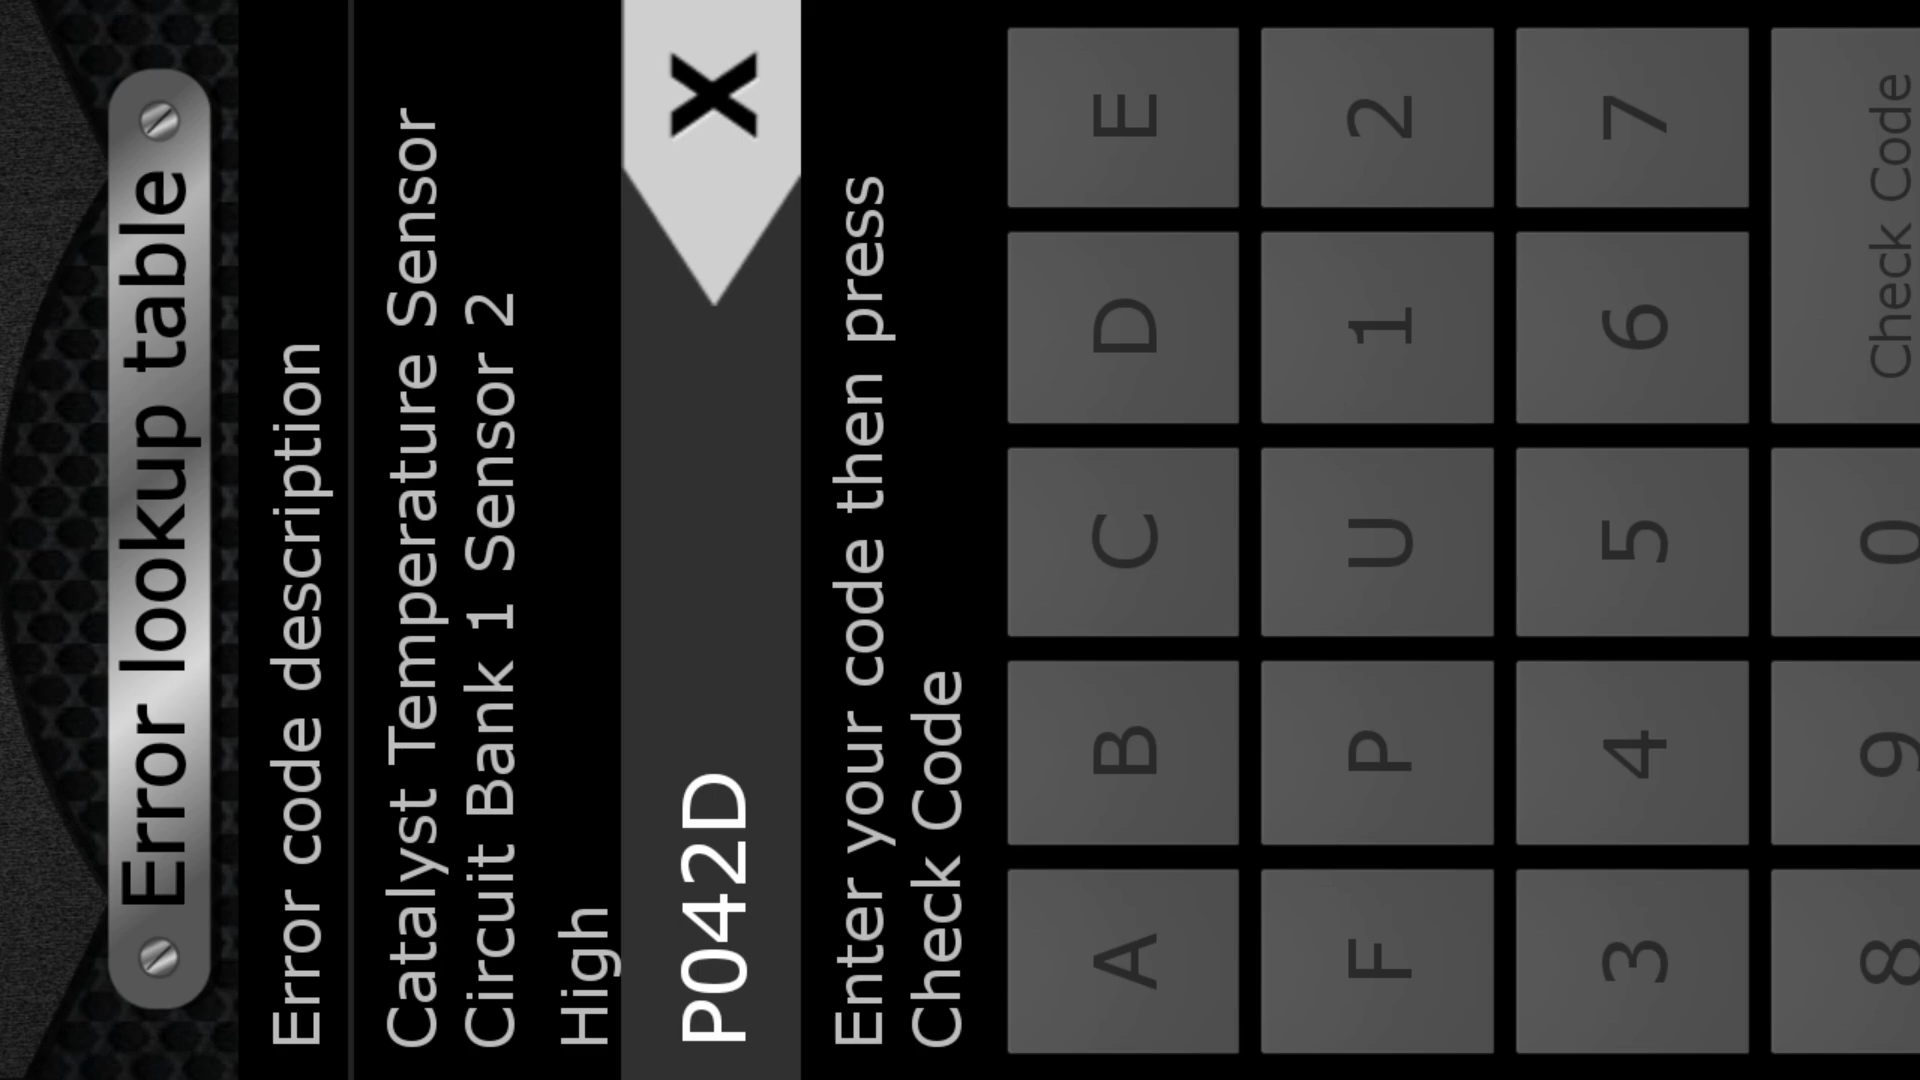 Error lookup table
Error code description
Catalyst Temperature Sensor
Circuit Bank 1 Sensor 2
High
P042D X
Enter your code then press
Check Code
A B C D E
F P U 1 2
3 4 5 6 7
8 9 0 Check Code